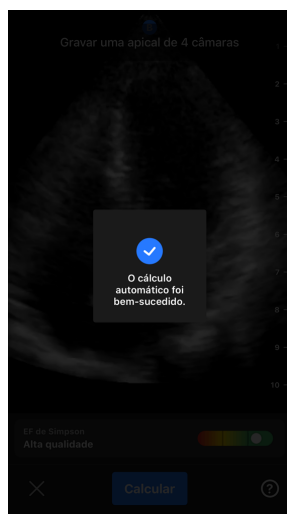 Gravar uma apical de 4 câmaras
2
3
4
5
6
7
8
9
10
O cálculo
automático foi
bem-sucedido.
EF de Simpson
Alta qualidade
Calcular
?